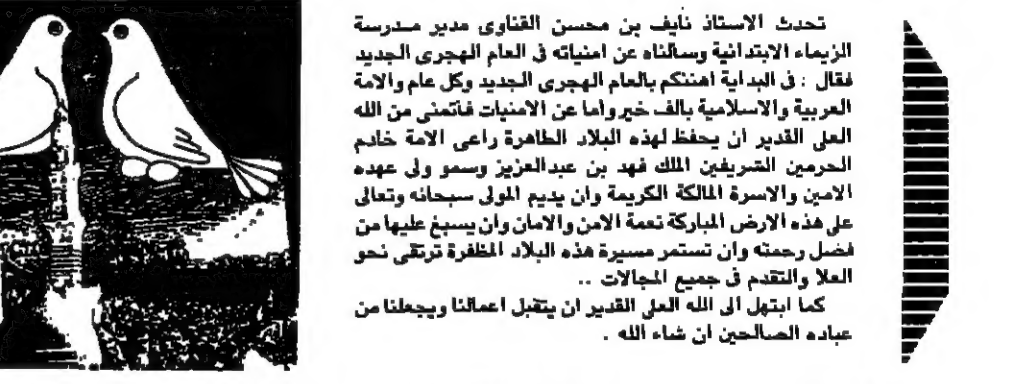 تحدث الاستاذ نايف بن محسن القناوى مدير مدرسة
الزيماء الابتدائية وسألناه عن امنياته فى العام الهجرى الجديد
فقال : فى البداية اهنئكم بالعام الهجرى الجديد وكل عام والامة
العربية والاسلامية بالف خير واما عن الامنيات فأتمنى من الله
العلى القدير ان يحفظ لهذه البلاد الطاهرة راعى الامة خادم
الحرمين الشريفين الملك فهد بن عبدالعزيز وسمو ولى عهده
الامين والاسرة المالكة الكريمة وان يديم المولى سبحانه وتعالى
على هذه الارض المباركة نعمة الامن والامان وان يسبغ عليها من
فضل رحمته وان تستمر مسيرة هذه البلاد المظفرة ترتقى نحو
العلا والتقدم فى جميع المجالات ..
كما ابتهل الى الله العلى القدير ان يتقبل اعمالنا ويجعلنا من
عباده الصالحين ان شاء الله .